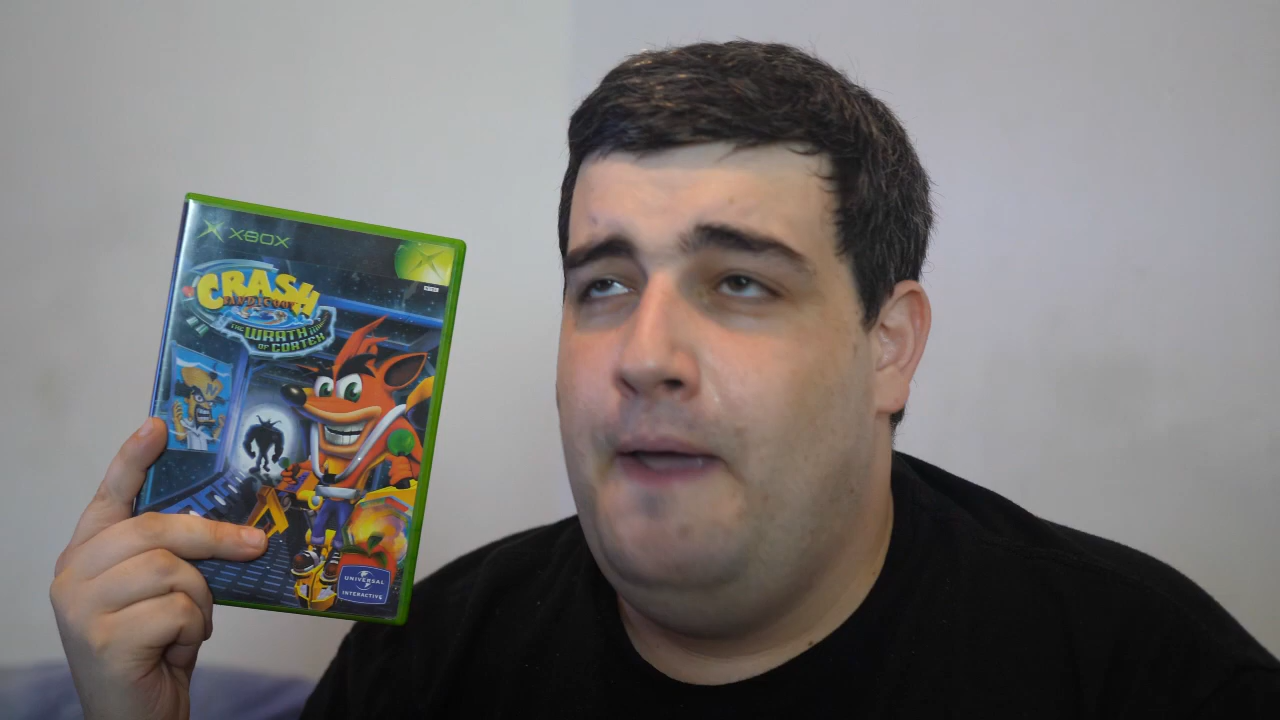 XBOX
CRASH
BANDICOOT
THE WRATH
OF CORTEX
N
UNIVERSAL
INTERACTIVE